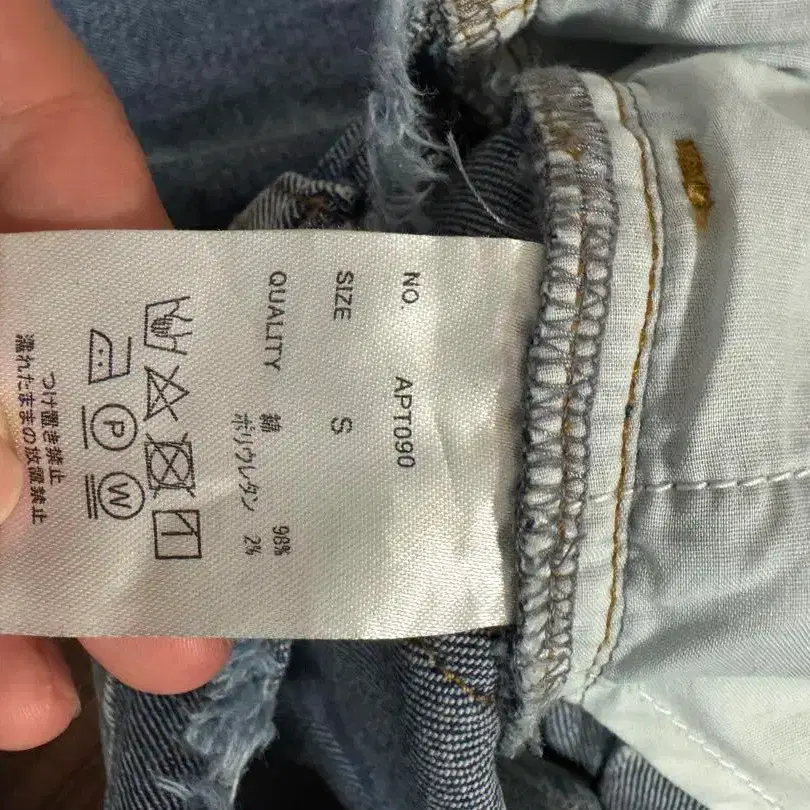 NO. APT090
SIZE S
QUALITY 綿 98%
ポリウレタン 2%
P
W
つけ置き禁止
濡れたままの放置禁止